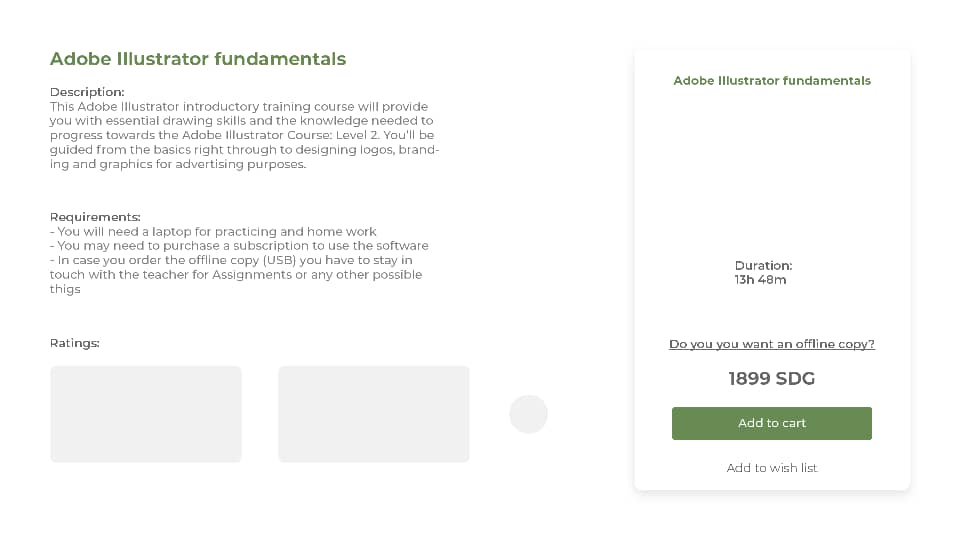 Adobe Illustrator fundamentals
Description:
This Adobe Illustrator introductory training course will provide
you with essential drawing skills and the knowledge needed to
progress towards the Adobe Illustrator Course: Level 2. You'll be
guided from the basics right through to designing logos, brand-
ing and graphics for advertising purposes.
Requirements:
- You will need a laptop for practicing and home work
- You may need to purchase a subscription to use the software
- In case you order the offline copy (USB) you have to stay in
touch with the teacher for Assignments or any other possible
thigs
Ratings:
Adobe Illustrator fundamentals
Duration:
13h 48m
Do you you want an offline copy?
1899 SDG
Add to cart
Add to wish list